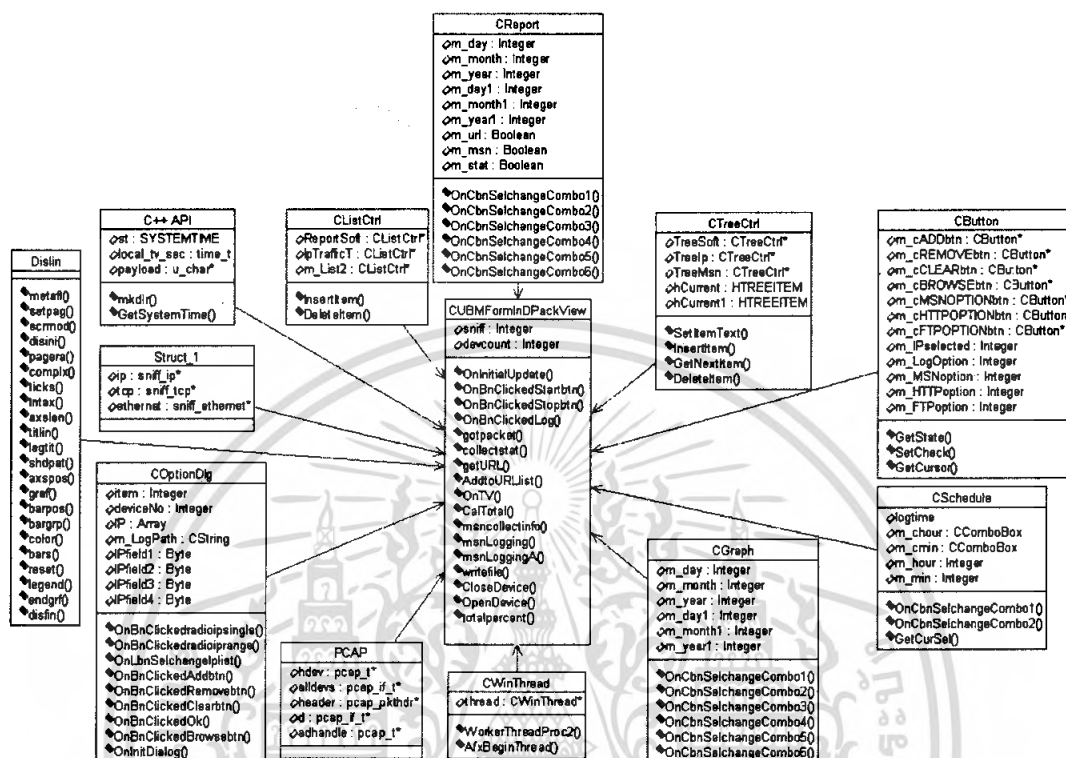 CReport
m_day : Integer
m_month : Integer
m_year : Integer
m_day1 : Integer
m_month1 : Integer
m_year1 : Integer
m_url : Boolean
m_msn : Boolean
m_stat : Boolean
OnCbnSelchangeCombo1()
OnCbnSelchangeCombo2()
OnCbnSelchangeCombo3()
OnCbnSelchangeCombo4()
OnCbnSelchangeCombo5()
OnCbnSelchangeCombo6()
C++ API
st : SYSTEMTIME
local_tv_sec : time_t
payload : u_char*
mkdir()
GetSystemTime()
CListCtrl
ReportSoft : CListCtrl*
IpTrafficT : CListCtrl*
m_List2 : CListCtrl*
InsertItem()
DeleteItem()
CTreeCtrl
TreeSoft : CTreeCtrl*
TreeIp : CTreeCtrl*
TreeMsn : CTreeCtrl*
hCurrent : HTREEITEM
hCurrent1 : HTREEITEM
SetItemText()
InsertItem()
GetNextItem()
DeleteItem()
CButton
m_cADDbtn : CButton*
m_cREMOVEbtn : CButton*
m_cCLEARbtn : CButton*
m_cBROWSEbtn : CButton*
m_cMSNOPTIONbtn : CButton*
m_cHTTPOPTIONbtn : CButton*
m_cFTPOPTIONbtn : CButton*
m_IPselected : Integer
m_LogOption : Integer
m_MSNoption : Integer
m_HTTPoption : Integer
m_FTPoption : Integer
GetState()
SetCheck()
GetCursor()
Dislin
metafl()
setpag()
scrmod()
disini()
pagera()
complx()
ticks()
intax()
axslen()
titlin()
legtit()
shdpat()
axspos()
graf()
barpos()
bargrp()
color()
bars()
reset()
legend()
endgrf()
disfin()
Struct_1
ip : sniff_ip*
tcp : sniff_tcp*
ethernet : sniff_ethernet*
CUBMFormInDPackView
sniff : Integer
devcount : Integer
OnInitialUpdate()
OnBnClickedStartbtn()
OnBnClickedStopbtn()
OnBnClickedLog()
gotpacket()
collectstat()
getURL()
AddtoURLlist()
OnTV()
CalTotal()
msncollectinfo()
msnLogging()
msnLoggingA()
writefile()
CloseDevice()
OpenDevice()
totalpercent()
COptionDlg
item : Integer
deviceNo : Integer
IP : Array
m_LogPath : CString
IPfield1 : Byte
IPfield2 : Byte
IPfield3 : Byte
IPfield4 : Byte
OnBnClickedradioipsingle()
OnBnClickedradioiprange()
OnLbnSelchangeIplist()
OnBnClickedAddbtn()
OnBnClickedRemovebtn()
OnBnClickedClearbtn()
OnBnClickedOk()
OnBnClickedBrowsebtn()
OnInitDialog()
PCAP
hdev : pcap_t*
alldevs : pcap_if_t*
header : pcap_pkthdr*
d : pcap_if_t*
adhandle : pcap_t*
CWinThread
thread : CWinThread*
WorkerThreadProc2()
AfxBeginThread()
CGraph
m_day : Integer
m_month : Integer
m_year : Integer
m_day1 : Integer
m_month1 : Integer
m_year1 : Integer
OnCbnSelchangeCombo1()
OnCbnSelchangeCombo2()
OnCbnSelchangeCombo3()
OnCbnSelchangeCombo4()
OnCbnSelchangeCombo5()
OnCbnSelchangeCombo6()
CSchedule
logtime
m_chour : CComboBox
m_cmin : CComboBox
m_hour : Integer
m_min : Integer
OnCbnSelchangeCombo1()
OnCbnSelchangeCombo2()
GetCurSel()